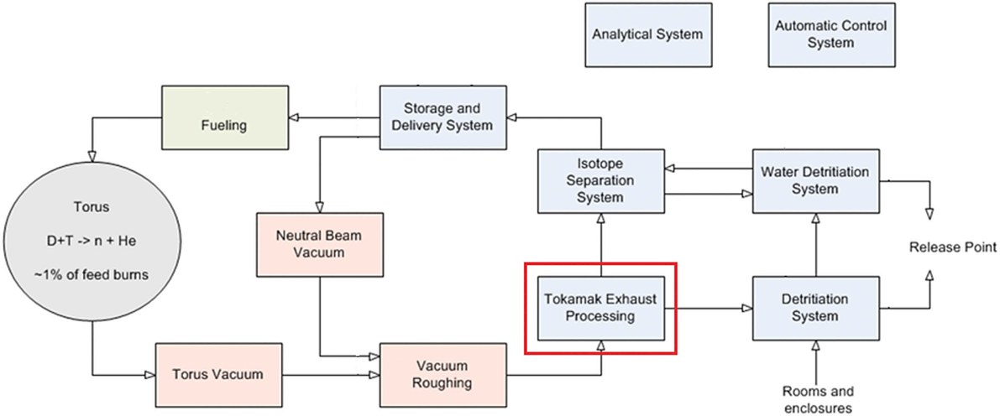 Analytical System
Automatic Control
System
Fueling
Storage and
Delivery System
Isotope
Separation
System
Water Detritiation
System
Torus
D+T -> n + He
~1% of feed burns
Neutral Beam
Vacuum
Release Point
Tokamak Exhaust
Processing
Detritiation
System
Torus Vacuum
Vacuum
Roughing
Rooms and
enclosures